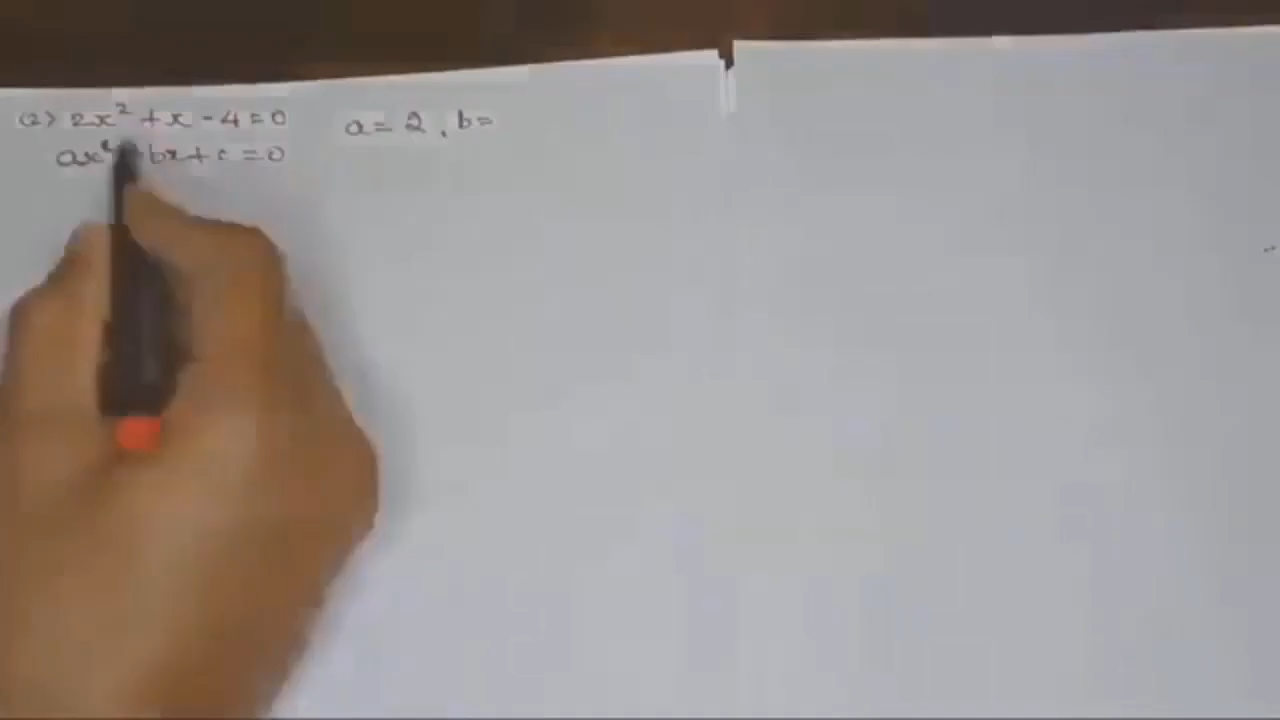 (2) 2x² + x - 4 = 0 a = 2 , b =
ax² + bx + c = 0